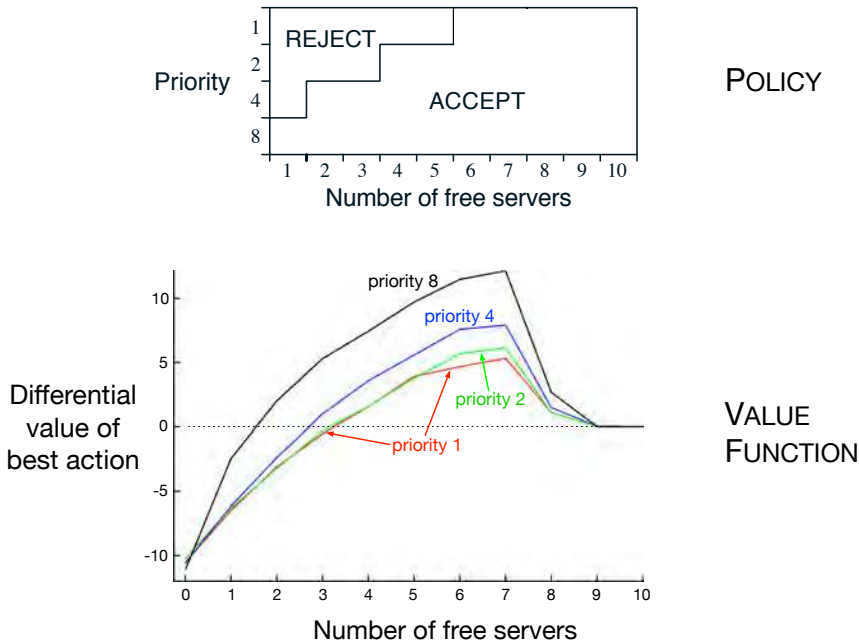 1
REJECT
2
Priority
4
ACCEPT
8
POLICY
1 2 3 4 5 6 7 8 9 10
Number of free servers
priority 8
10
priority 4
5
priority 2
Differential
value of
best action
0
priority 1
VALUE
FUNCTION
-5
-10
0 1 2 3 4 5 6 7 8 9 10
Number of free servers